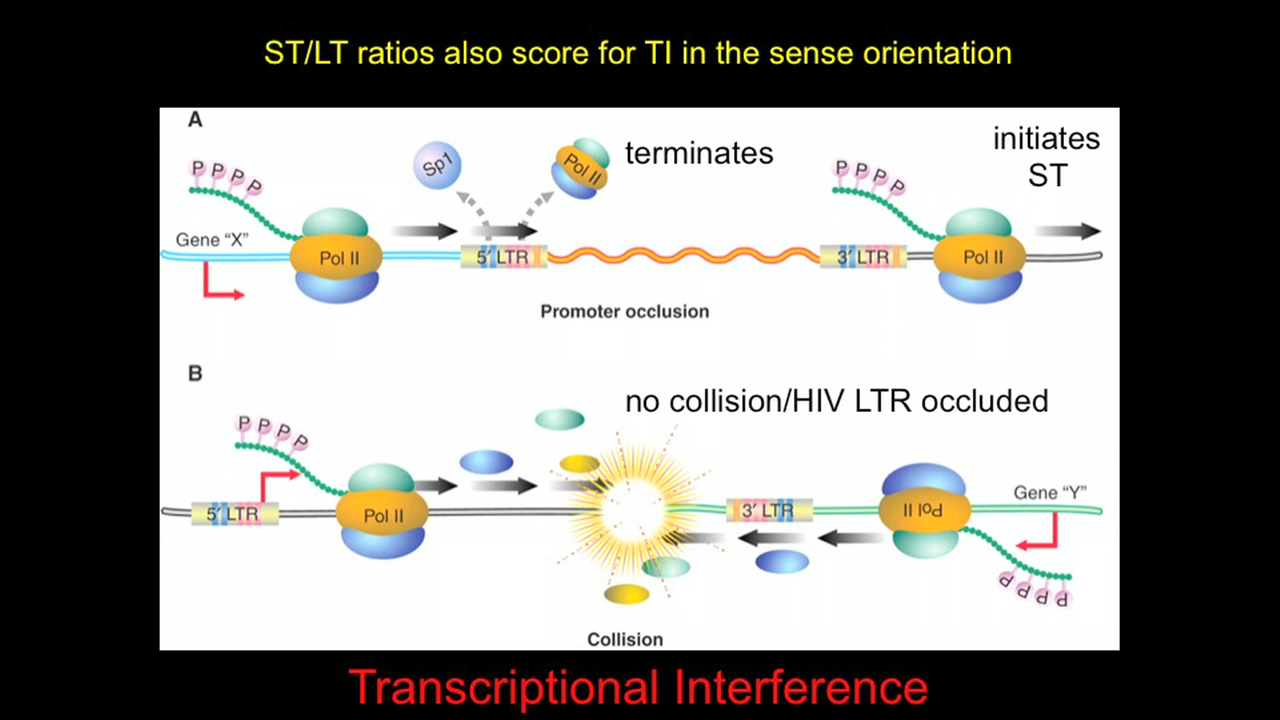 ST/LT ratios also score for TI in the sense orientation
A
P P P P
Sp1
Pol II
terminates
P P P P
initiates
ST
Gene “X”
Pol II
5′ LTR
3′ LTR
Pol II
Promoter occlusion
B
no collision/HIV LTR occluded
P P P P
5′ LTR
Pol II
3′ LTR
Pol II
Gene “Y”
P P P P
Collision
Transcriptional Interference